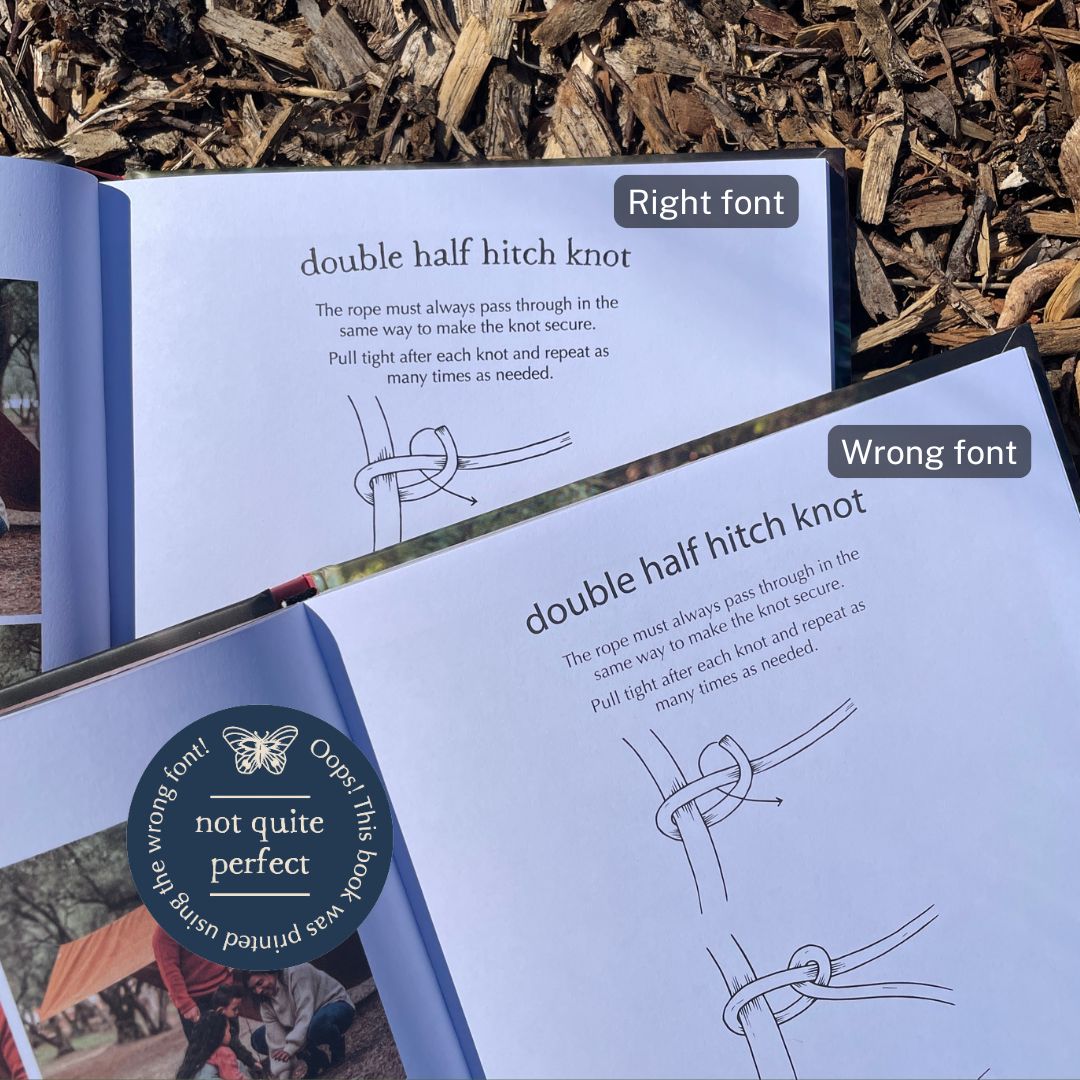 Right font
double half hitch knot
The rope must always pass through in the
same way to make the knot secure.
Pull tight after each knot and repeat as
many times as needed.
Wrong font
double half hitch knot
The rope must always pass through in the
same way to make the knot secure.
Pull tight after each knot and repeat as
many times as needed.
Oops! This book was printed using the wrong font!
not quite
perfect